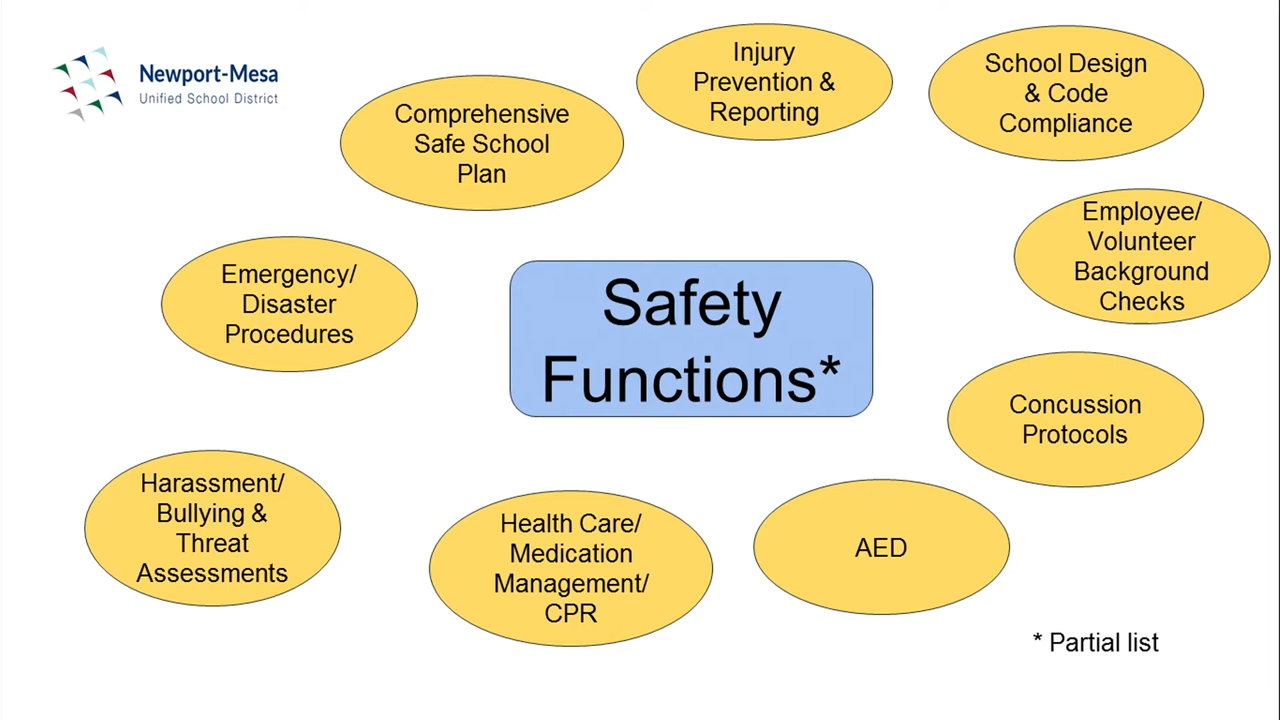 Newport-Mesa
Unified School District
Comprehensive
Safe School
Plan
Injury
Prevention &
Reporting
School Design
& Code
Compliance
Employee/
Volunteer
Background
Checks
Emergency/
Disaster
Procedures
Safety
Functions*
Concussion
Protocols
Harassment/
Bullying &
Threat
Assessments
Health Care/
Medication
Management/
CPR
AED
* Partial list